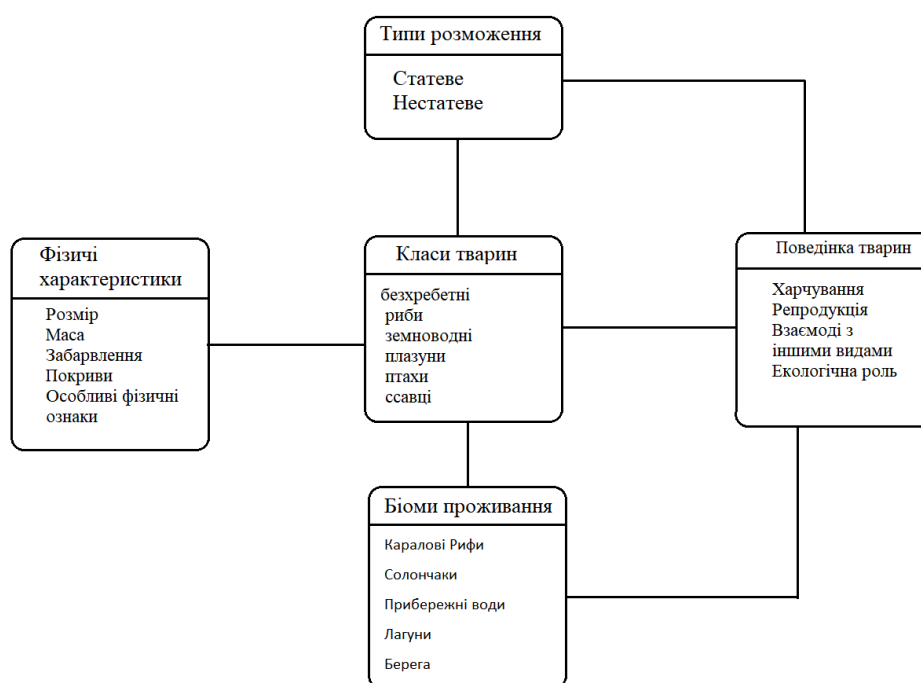 Типи розможення
Статеве
Нестатеве
Фізичі
характеристики
Розмір
Маса
Забарвлення
Покриви
Особливі фізичні
ознаки
Класи тварин
безхребетні
риби
земноводні
плазуни
птахи
ссавці
Поведінка тварин
Харчування
Репродукція
Взаємоді з
іншими видами
Екологічна роль
Біоми проживання
Каралові Рифи
Солончаки
Прибережні води
Лагуни
Берега